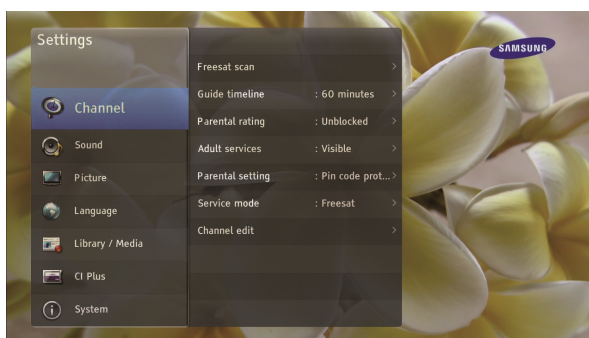 Settings
SAMSUNG
Channel
Sound
Picture
Language
Library / Media
CI Plus
System
Freesat scan
Guide timeline : 60 minutes >
Parental rating : Unblocked >
Adult services : Visible >
Parental setting : Pin code prot...>
Service mode : Freesat >
Channel edit >